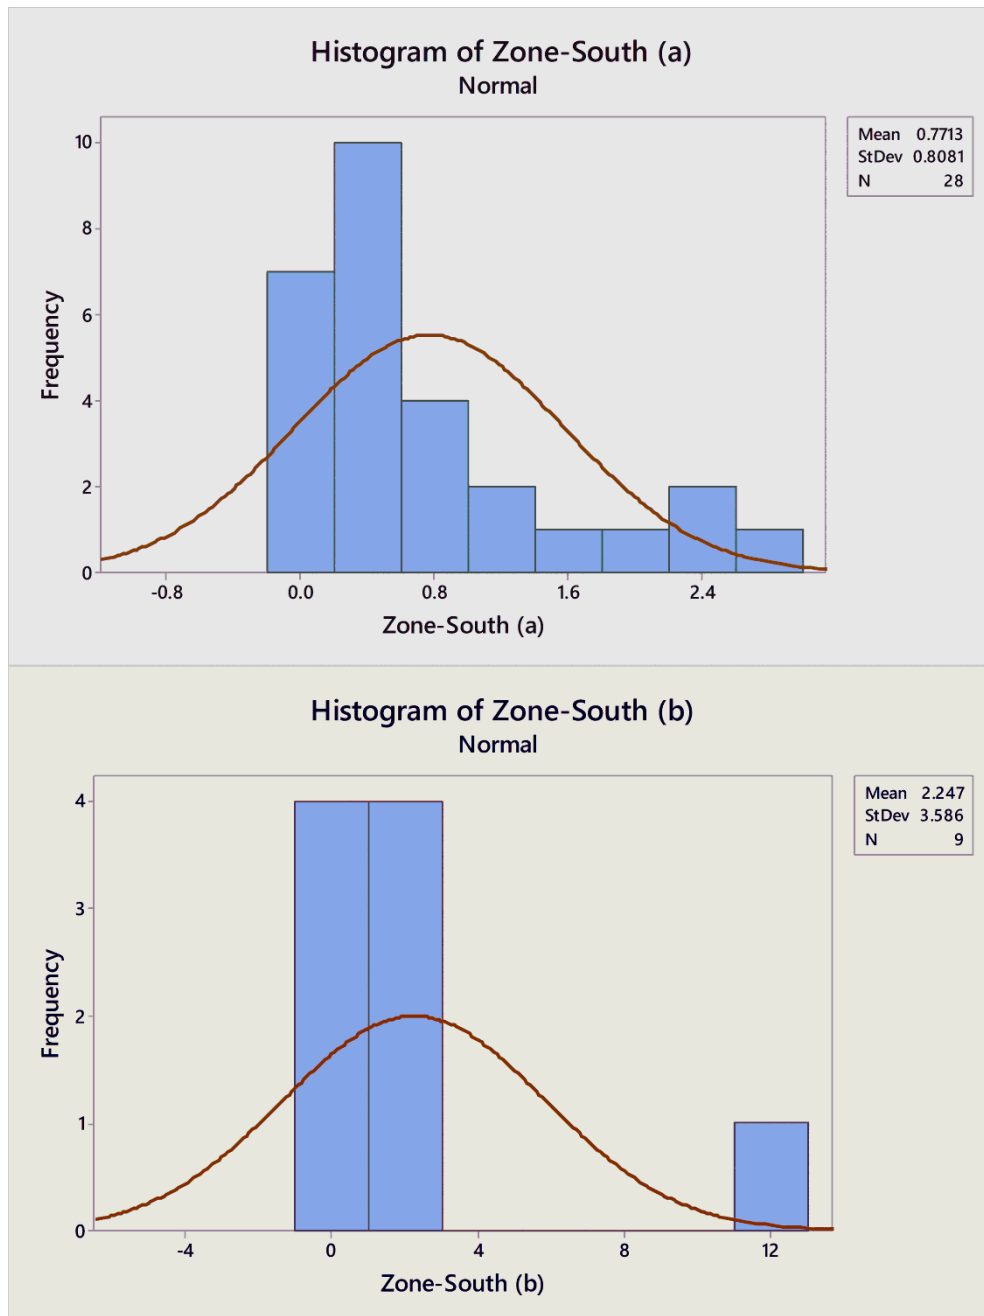 Histogram of Zone-South (a)
Normal
Mean 0.7713
StDev 0.8081
N 28
10
8
6
4
2
0
Frequency
-0.8 0.0 0.8 1.6 2.4
Zone-South (a)
Histogram of Zone-South (b)
Normal
Mean 2.247
StDev 3.586
N 9
4
3
2
1
0
Frequency
-4 0 4 8 12
Zone-South (b)